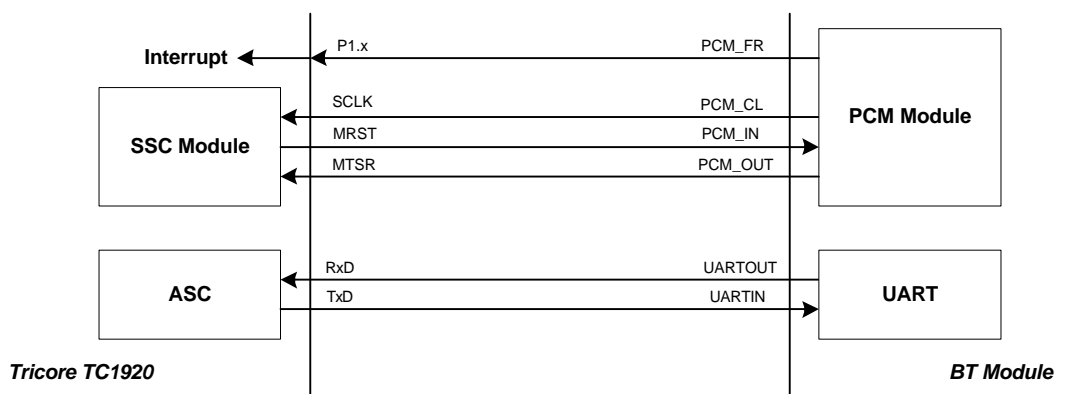 P1.x PCM_FR
Interrupt
SCLK PCM_CL
PCM Module
MRST PCM_IN
SSC Module
MTSR PCM_OUT
RxD UARTOUT
ASC UART
TxD UARTIN
Tricore TC1920 BT Module